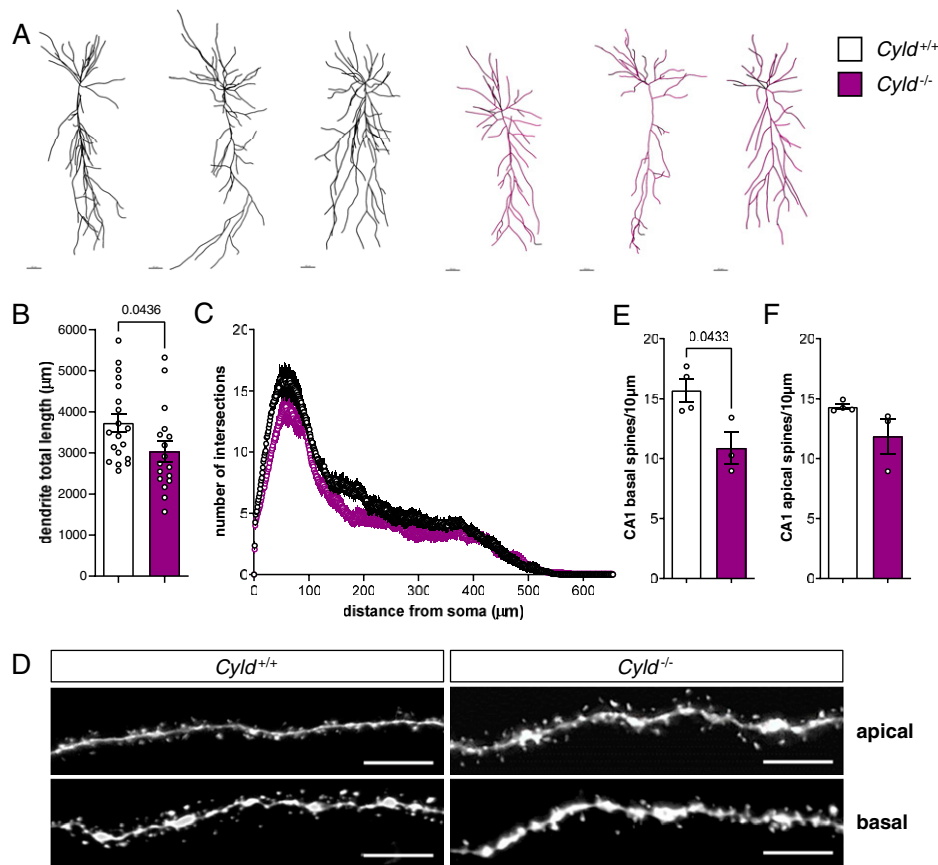 A
Cyld+/+
Cyld-/-
B
0.0436
dendrite total length (µm)
6000
5000
4000
3000
2000
1000
0
C
number of intersections
20
15
10
5
0
0 100 200 300 400 500 600
distance from soma (µm)
E
0.0433
CA1 basal spines/10µm
20
15
10
5
0
F
CA1 apical spines/10µm
20
15
10
5
0
D
Cyld+/+ Cyld-/-
apical
basal